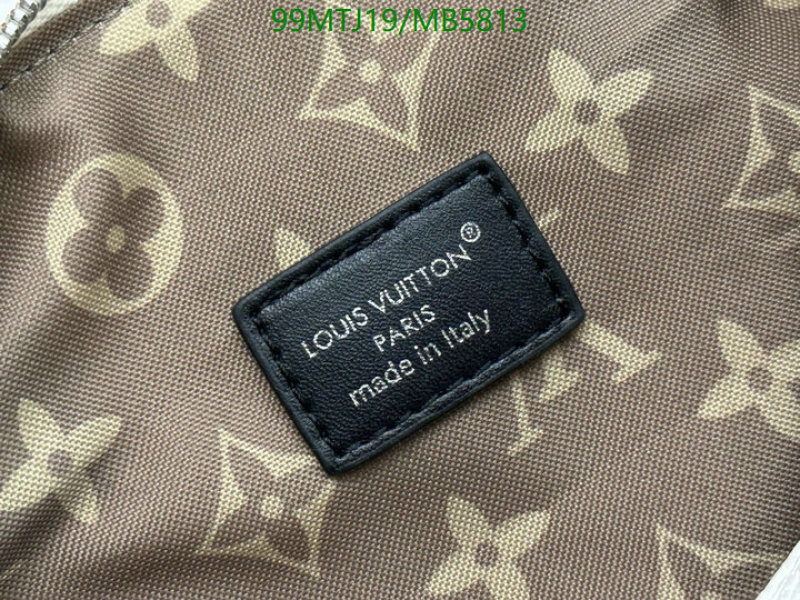 99MTJ19/MB5813
LOUIS VUITTON®
PARIS
made in Italy